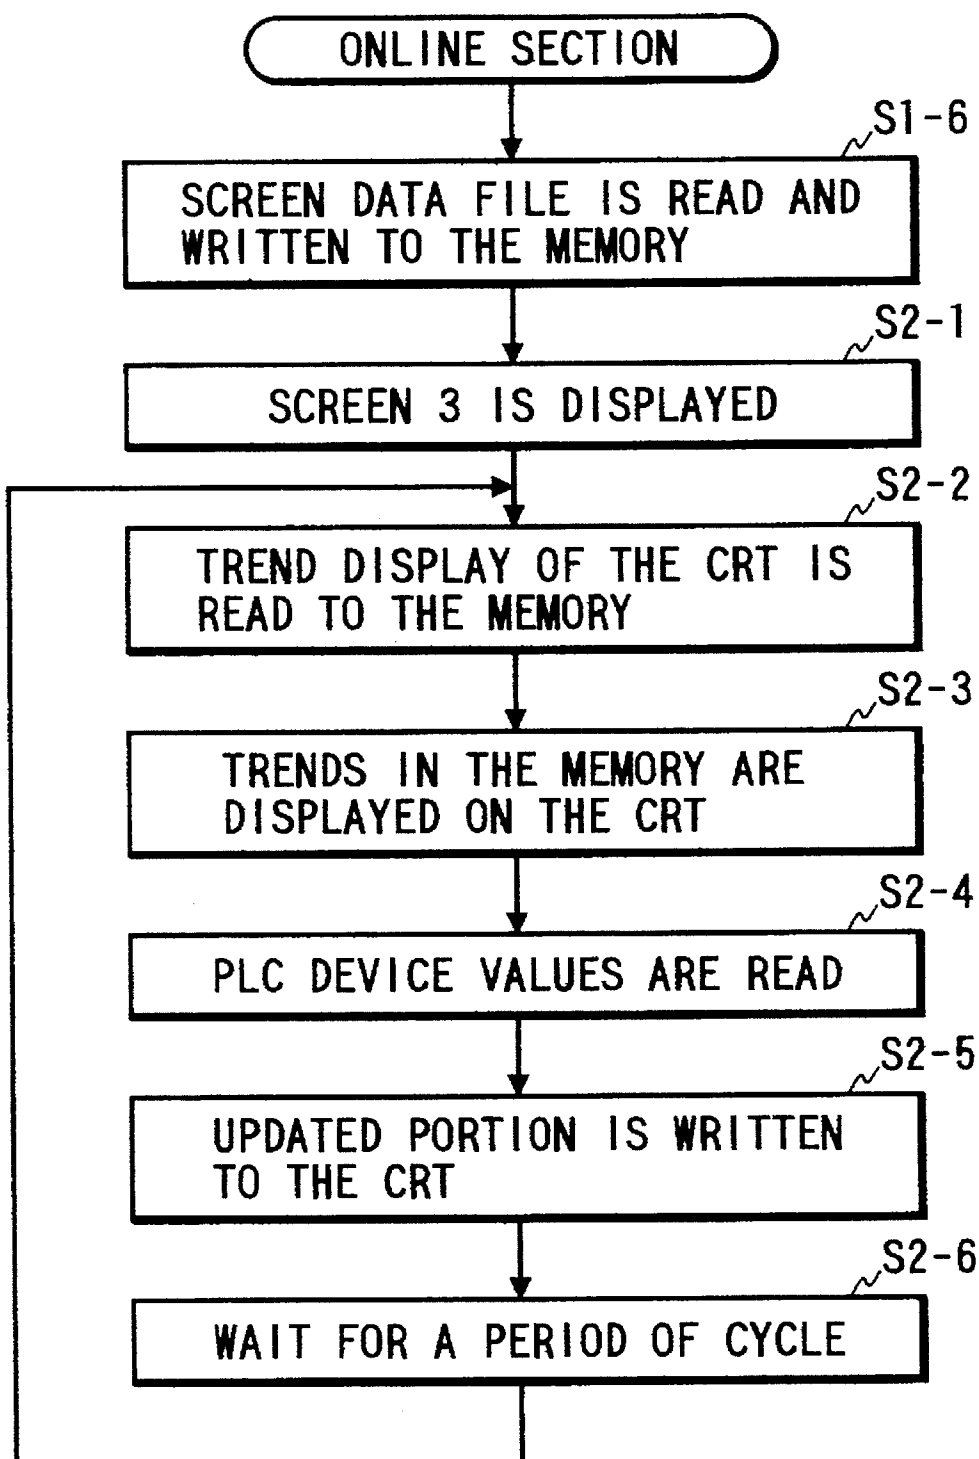 ONLINE SECTION
S1-6
SCREEN DATA FILE IS READ AND
WRITTEN TO THE MEMORY
S2-1
SCREEN 3 IS DISPLAYED
S2-2
TREND DISPLAY OF THE CRT IS
READ TO THE MEMORY
S2-3
TRENDS IN THE MEMORY ARE
DISPLAYED ON THE CRT
S2-4
PLC DEVICE VALUES ARE READ
S2-5
UPDATED PORTION IS WRITTEN
TO THE CRT
S2-6
WAIT FOR A PERIOD OF CYCLE